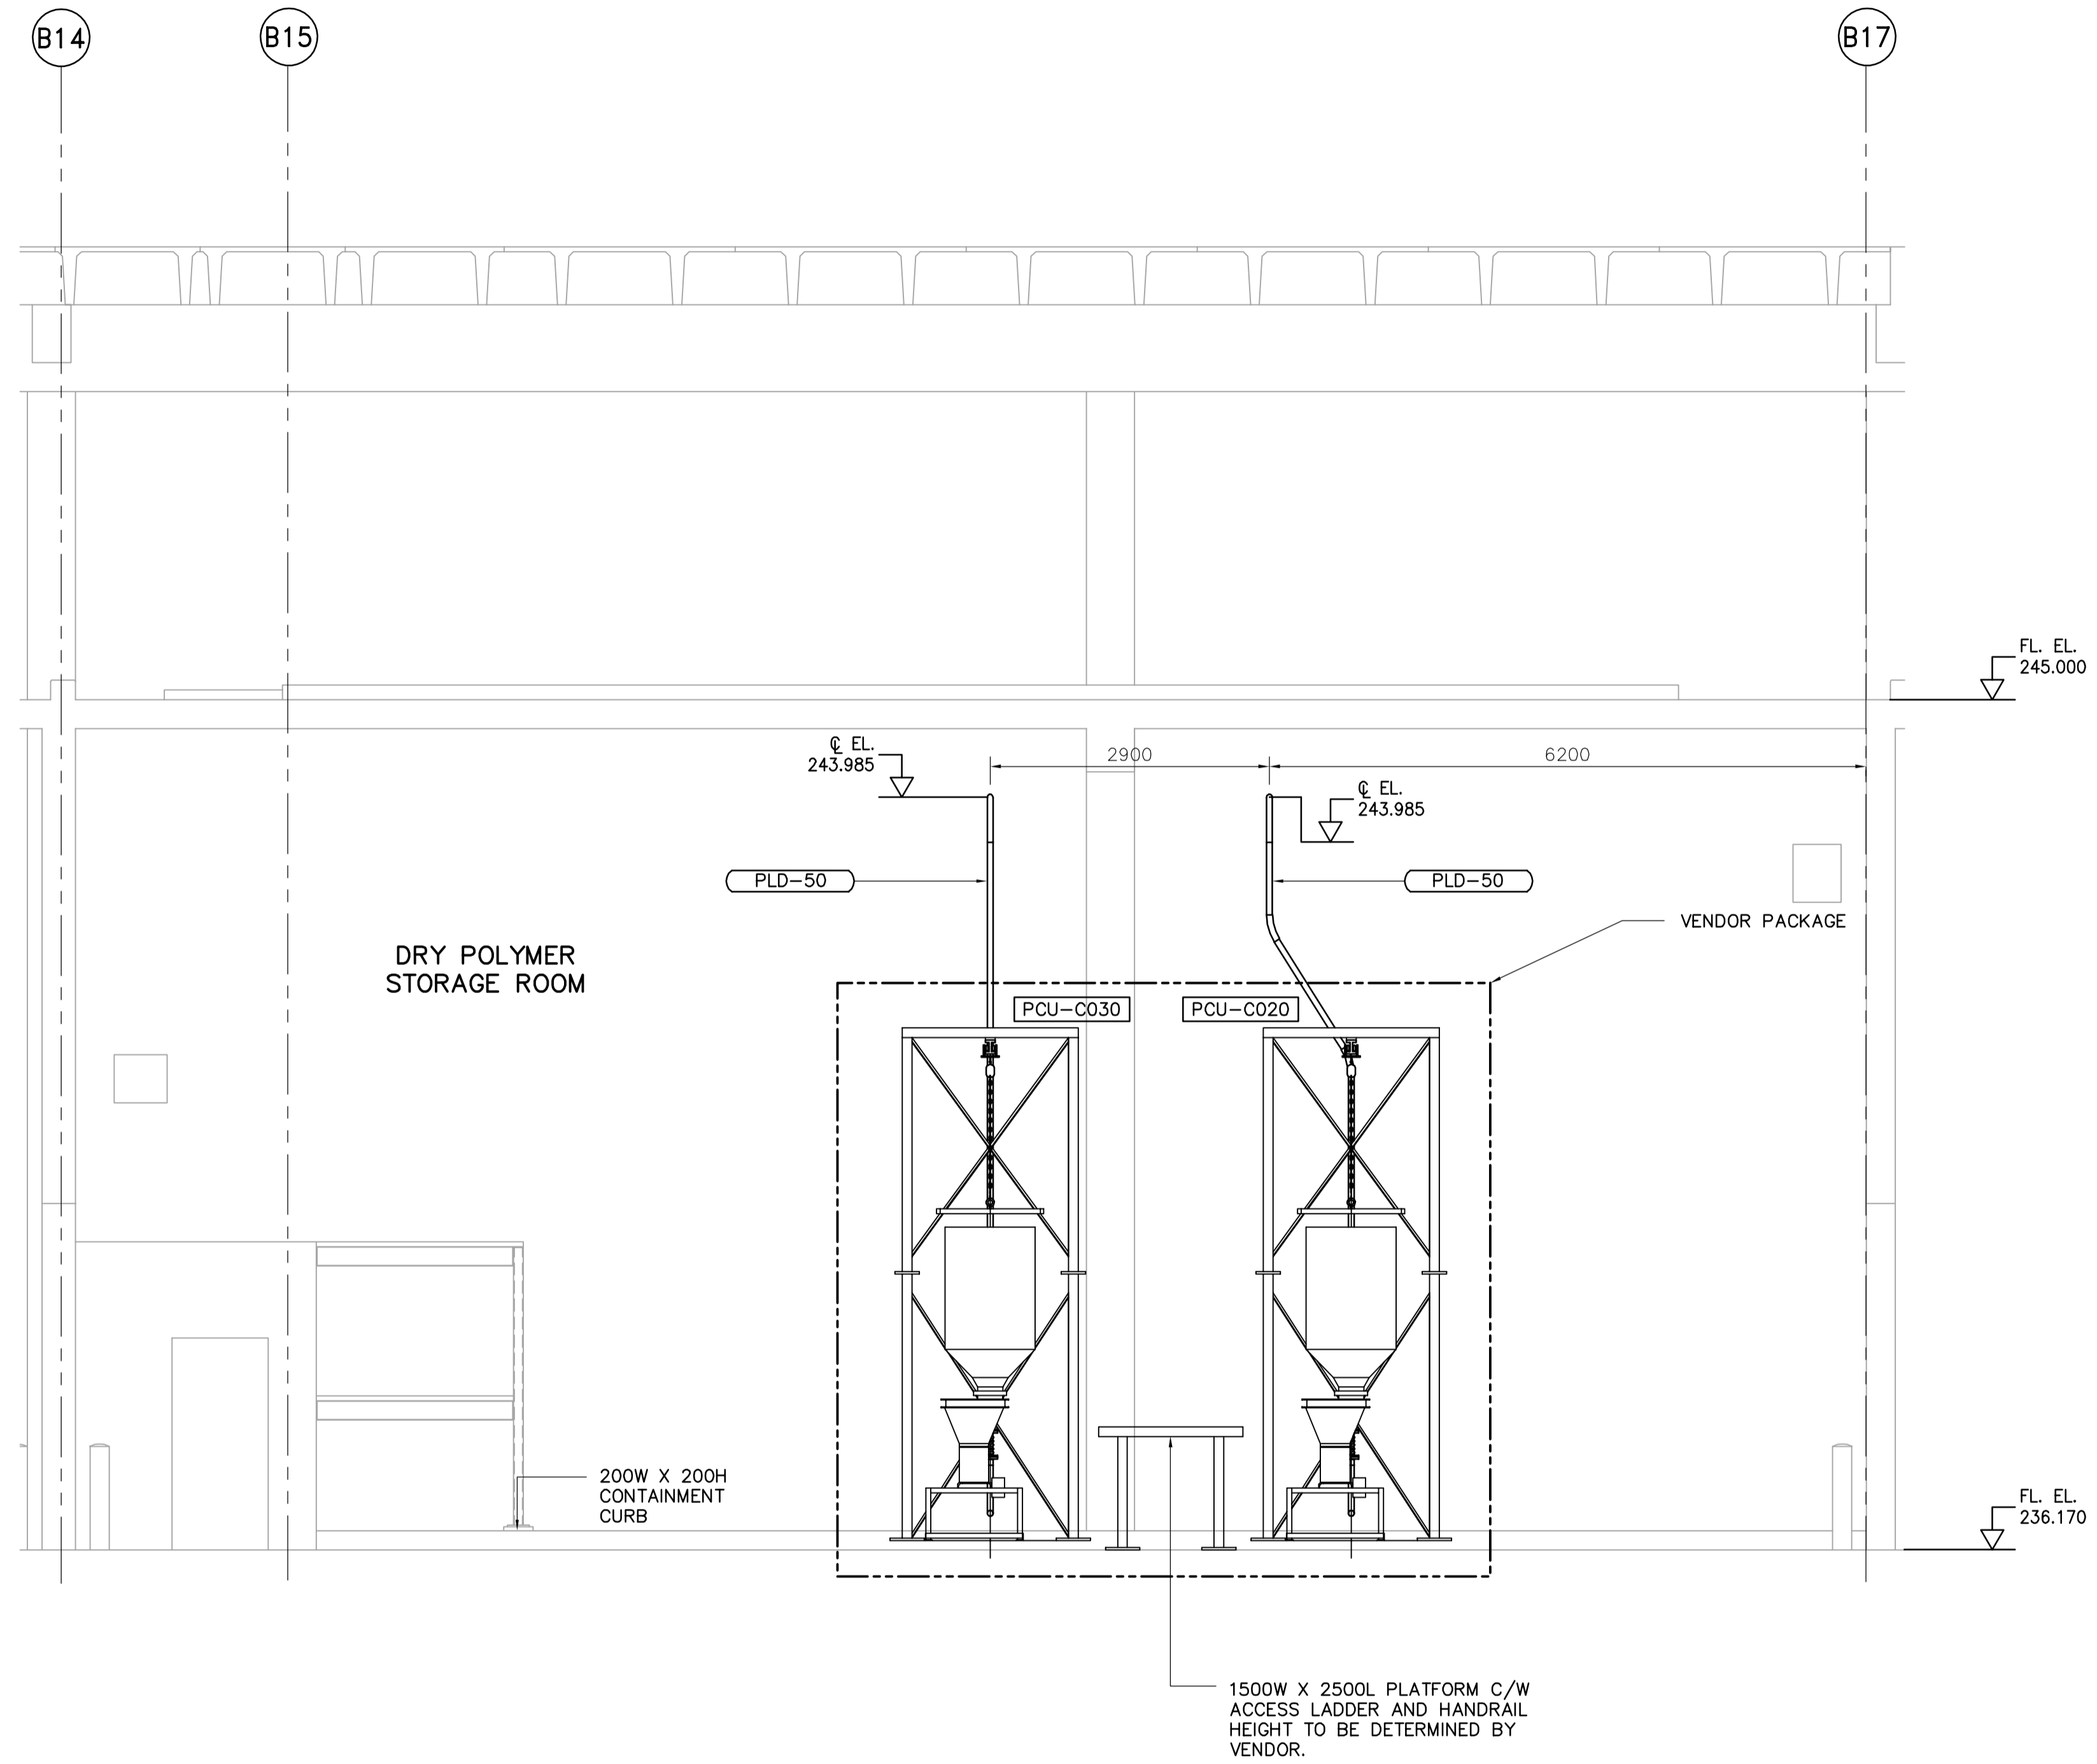 B14
B15
B17
FL. EL.
245.000
℄ EL.
243.985
2900
6200
℄ EL.
243.985
PLD-50
PLD-50
VENDOR PACKAGE
DRY POLYMER
STORAGE ROOM
PCU-C030
PCU-C020
200W X 200H
CONTAINMENT
CURB
FL. EL.
236.170
1500W X 2500L PLATFORM C/W
ACCESS LADDER AND HANDRAIL
HEIGHT TO BE DETERMINED BY
VENDOR.